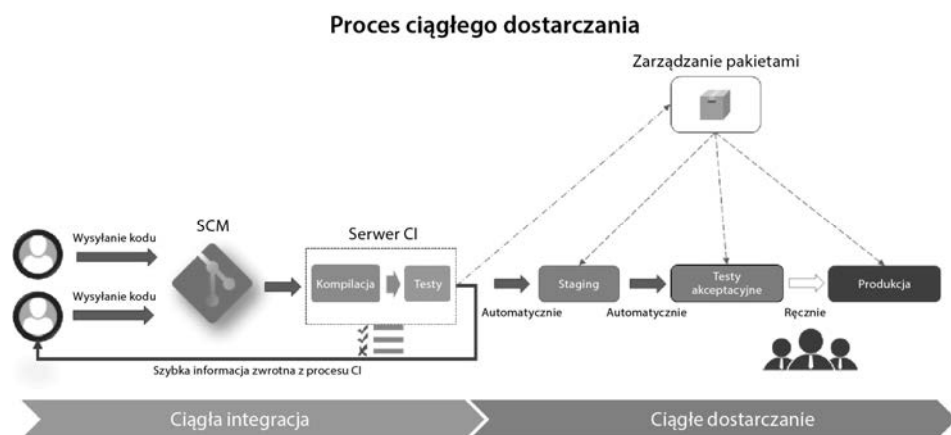 Proces ciągłego dostarczania
Zarządzanie pakietami
SCM
Serwer CI
Wysyłanie kodu
Wysyłanie kodu
Kompilacja
Testy
Staging
Testy
akceptacyjne
Produkcja
Automatycznie
Automatycznie
Ręcznie
Szybka informacja zwrotna z procesu CI
Ciągła integracja
Ciągłe dostarczanie